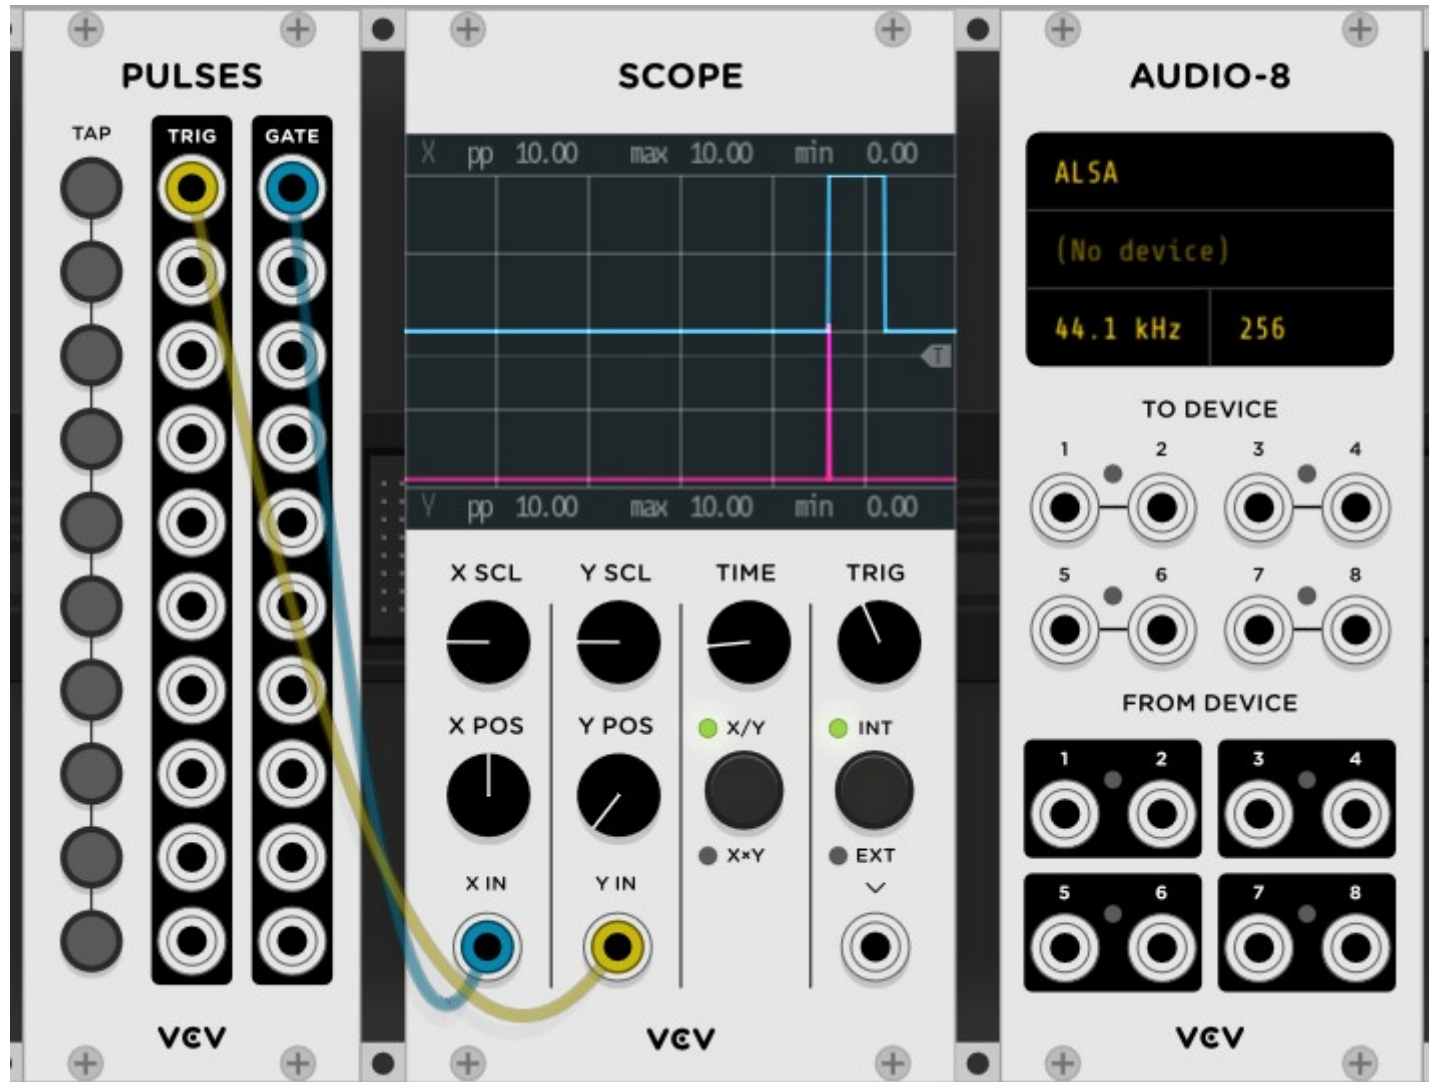 PULSES
TAP
TRIG
GATE
VCV
SCOPE
X pp 10.00 max 10.00 min 0.00
T
Y pp 10.00 max 10.00 min 0.00
X SCL Y SCL TIME TRIG
X POS Y POS X/Y INT
X×Y EXT
X IN Y IN
VCV
AUDIO-8
ALSA
(No device)
44.1 kHz 256
TO DEVICE
1 2 3 4
5 6 7 8
FROM DEVICE
1 2 3 4
5 6 7 8
VCV